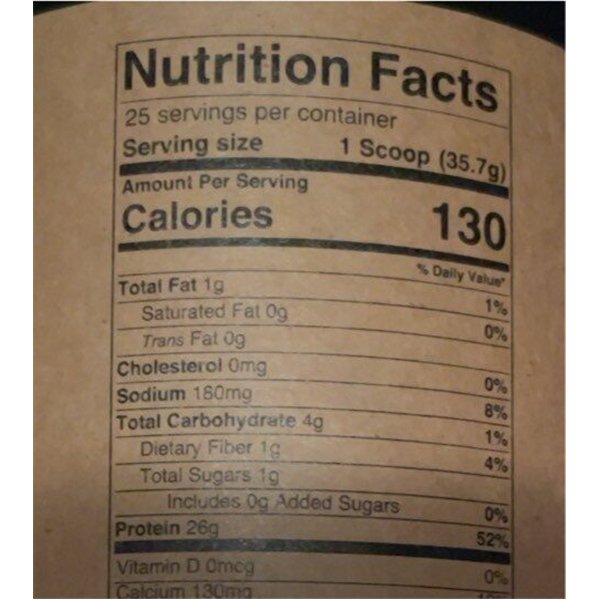 Nutrition Facts
25 servings per container
Serving size 1 Scoop (35.7g)
Amount Per Serving
Calories 130
% Daily Value*
Total Fat 1g 1%
Saturated Fat 0g 0%
Trans Fat 0g
Cholesterol 0mg 0%
Sodium 180mg 8%
Total Carbohydrate 4g 1%
Dietary Fiber 1g 4%
Total Sugars 1g
Includes 0g Added Sugars 0%
Protein 26g 52%
Vitamin D 0mcg 0%
Calcium 130mg 10%